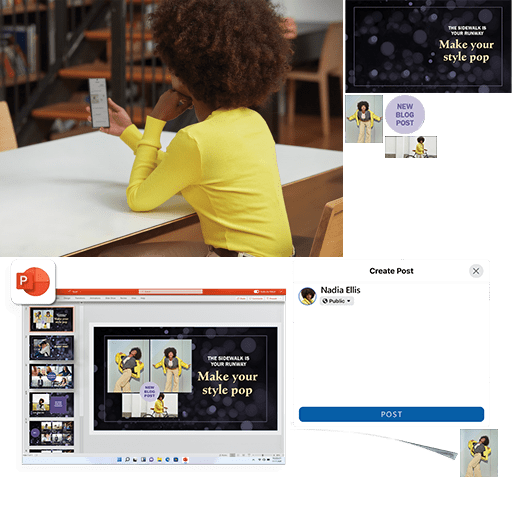 THE SIDEWALK IS
YOUR RUNWAY
Make your
style pop
NEW
BLOG
POST
P
Create Post
Nadia Ellis
Public
THE SIDEWALK IS
YOUR RUNWAY
Make your
style pop
NEW
BLOG
POST
POST